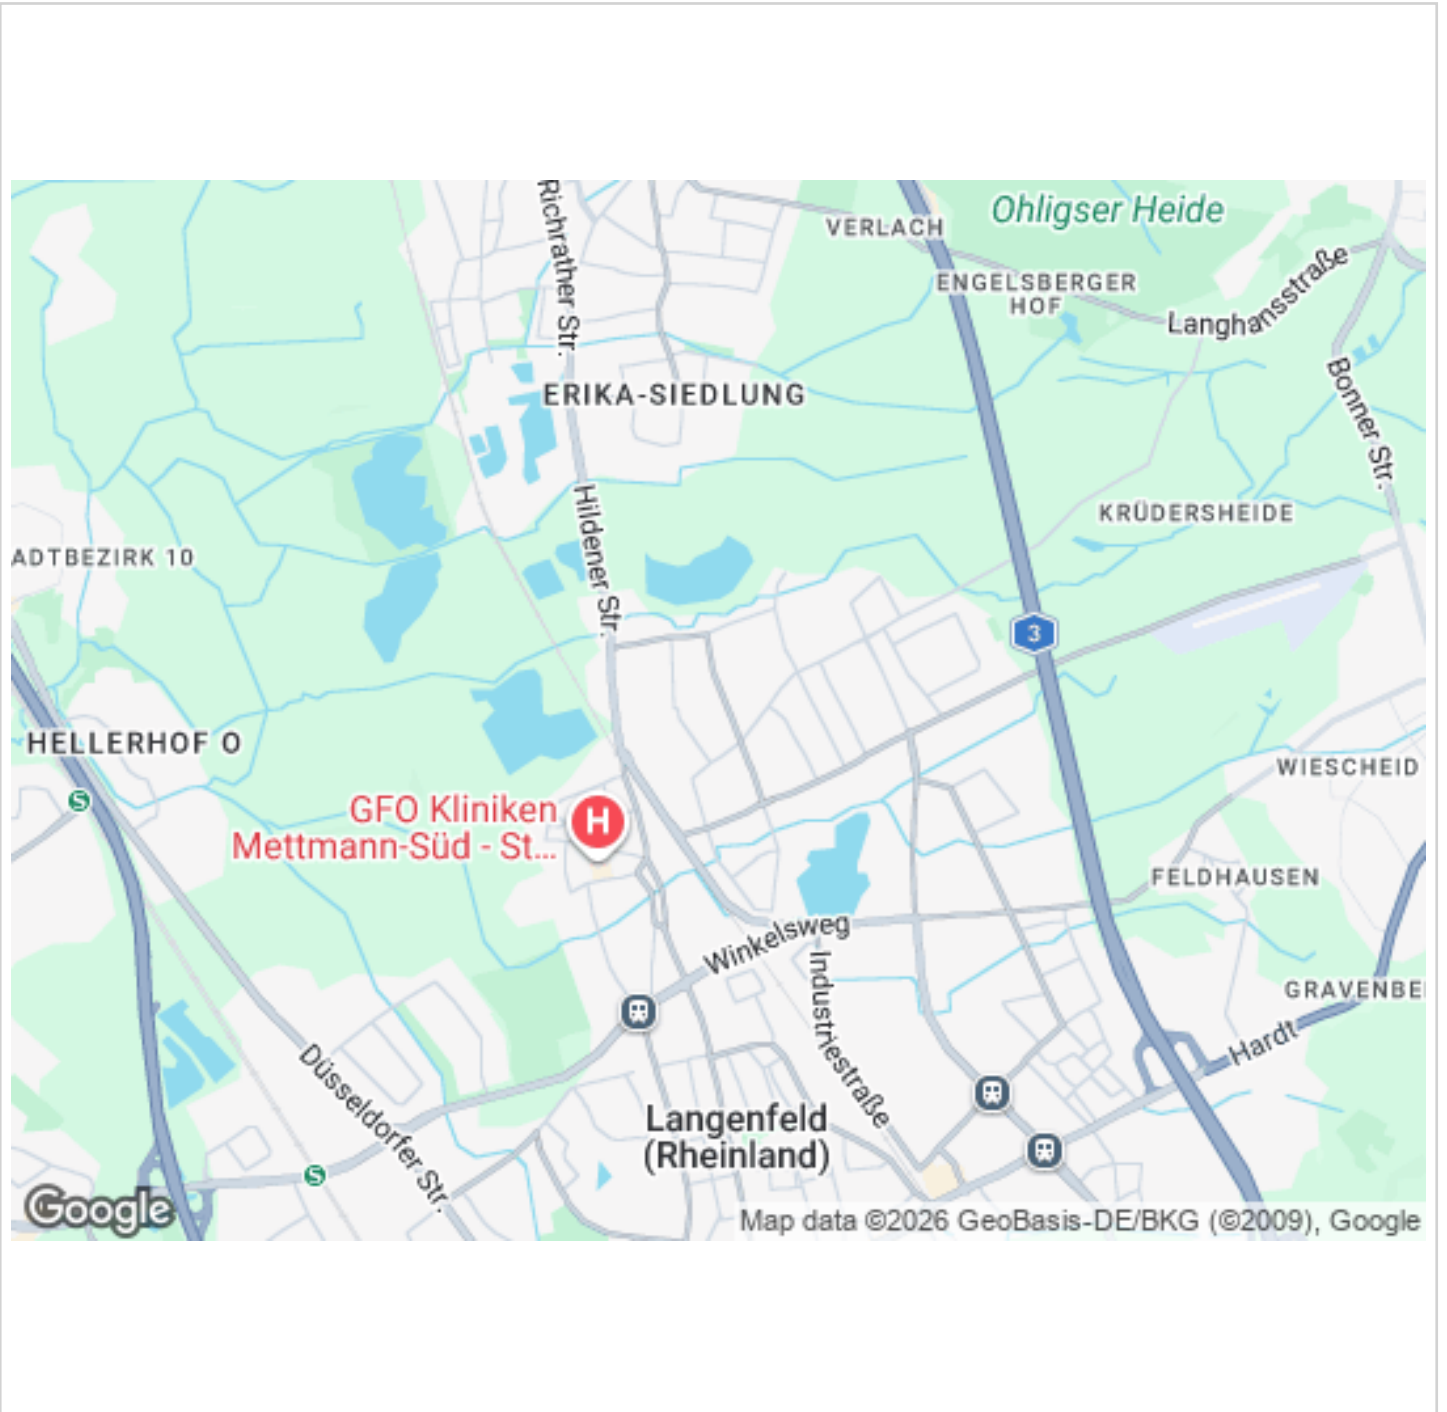 Richrather Str.
Ohligser Heide
VERLACH
ENGELSBERGER
HOF
Langhansstraße
ERIKA-SIEDLUNG
Bonner Str.
Hildener Str.
KRÜDERSHEIDE
ADTBEZIRK 10
3
HELLERHOF O
WIESCHEID
S
GFO Kliniken
Mettmann-Süd - St...
H
FELDHAUSEN
Winkelsweg
Industriestraße
GRAVENBE
Hardt
Düsseldorfer Str.
Langenfeld
(Rheinland)
S
Google
Map data ©2026 GeoBasis-DE/BKG (©2009), Google